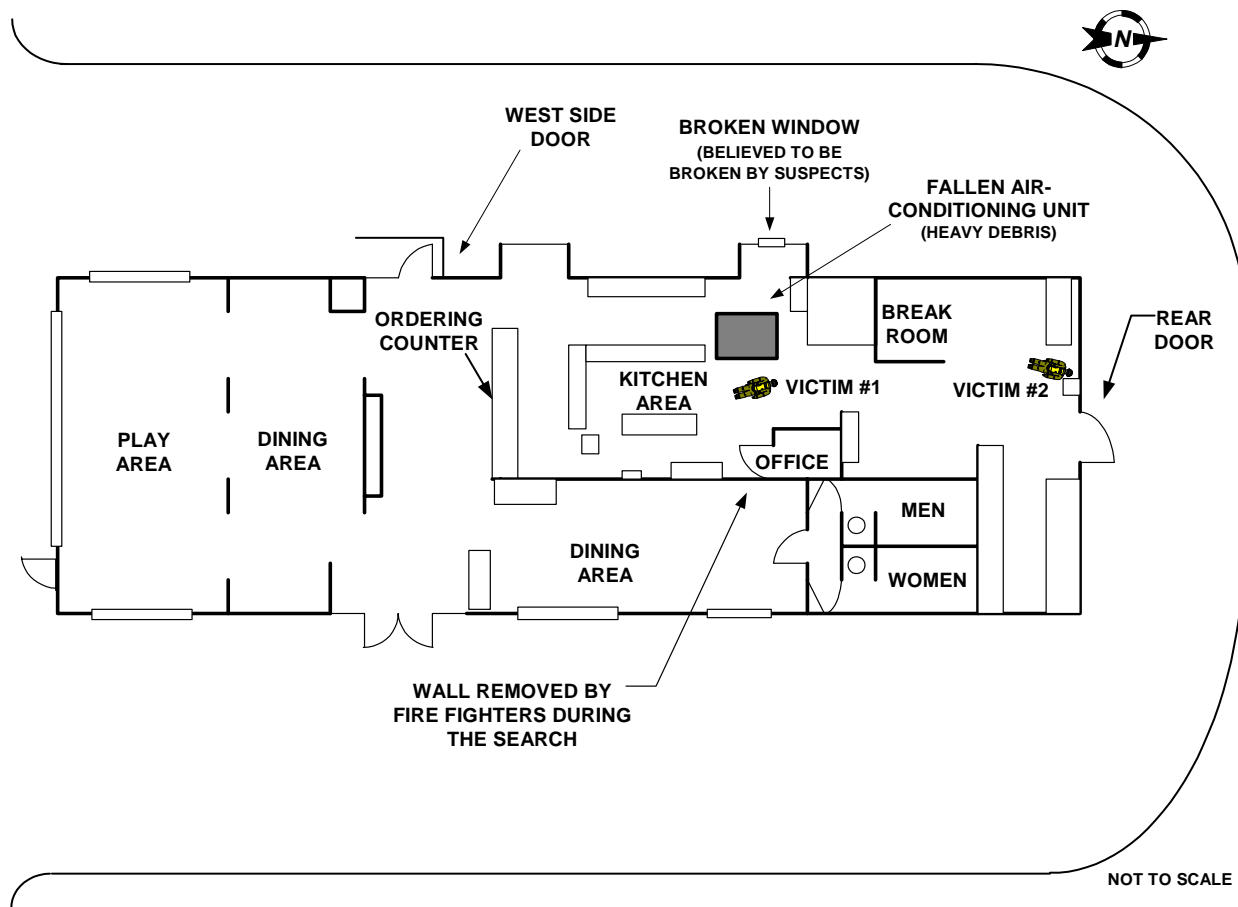 N
WEST SIDE
DOOR
BROKEN WINDOW
(BELIEVED TO BE
BROKEN BY SUSPECTS)
FALLEN AIR-
CONDITIONING UNIT
(HEAVY DEBRIS)
ORDERING
COUNTER
BREAK
ROOM
REAR
DOOR
KITCHEN
AREA
VICTIM #1
VICTIM #2
PLAY
AREA
DINING
AREA
OFFICE
MEN
DINING
AREA
WOMEN
WALL REMOVED BY
FIRE FIGHTERS DURING
THE SEARCH
NOT TO SCALE